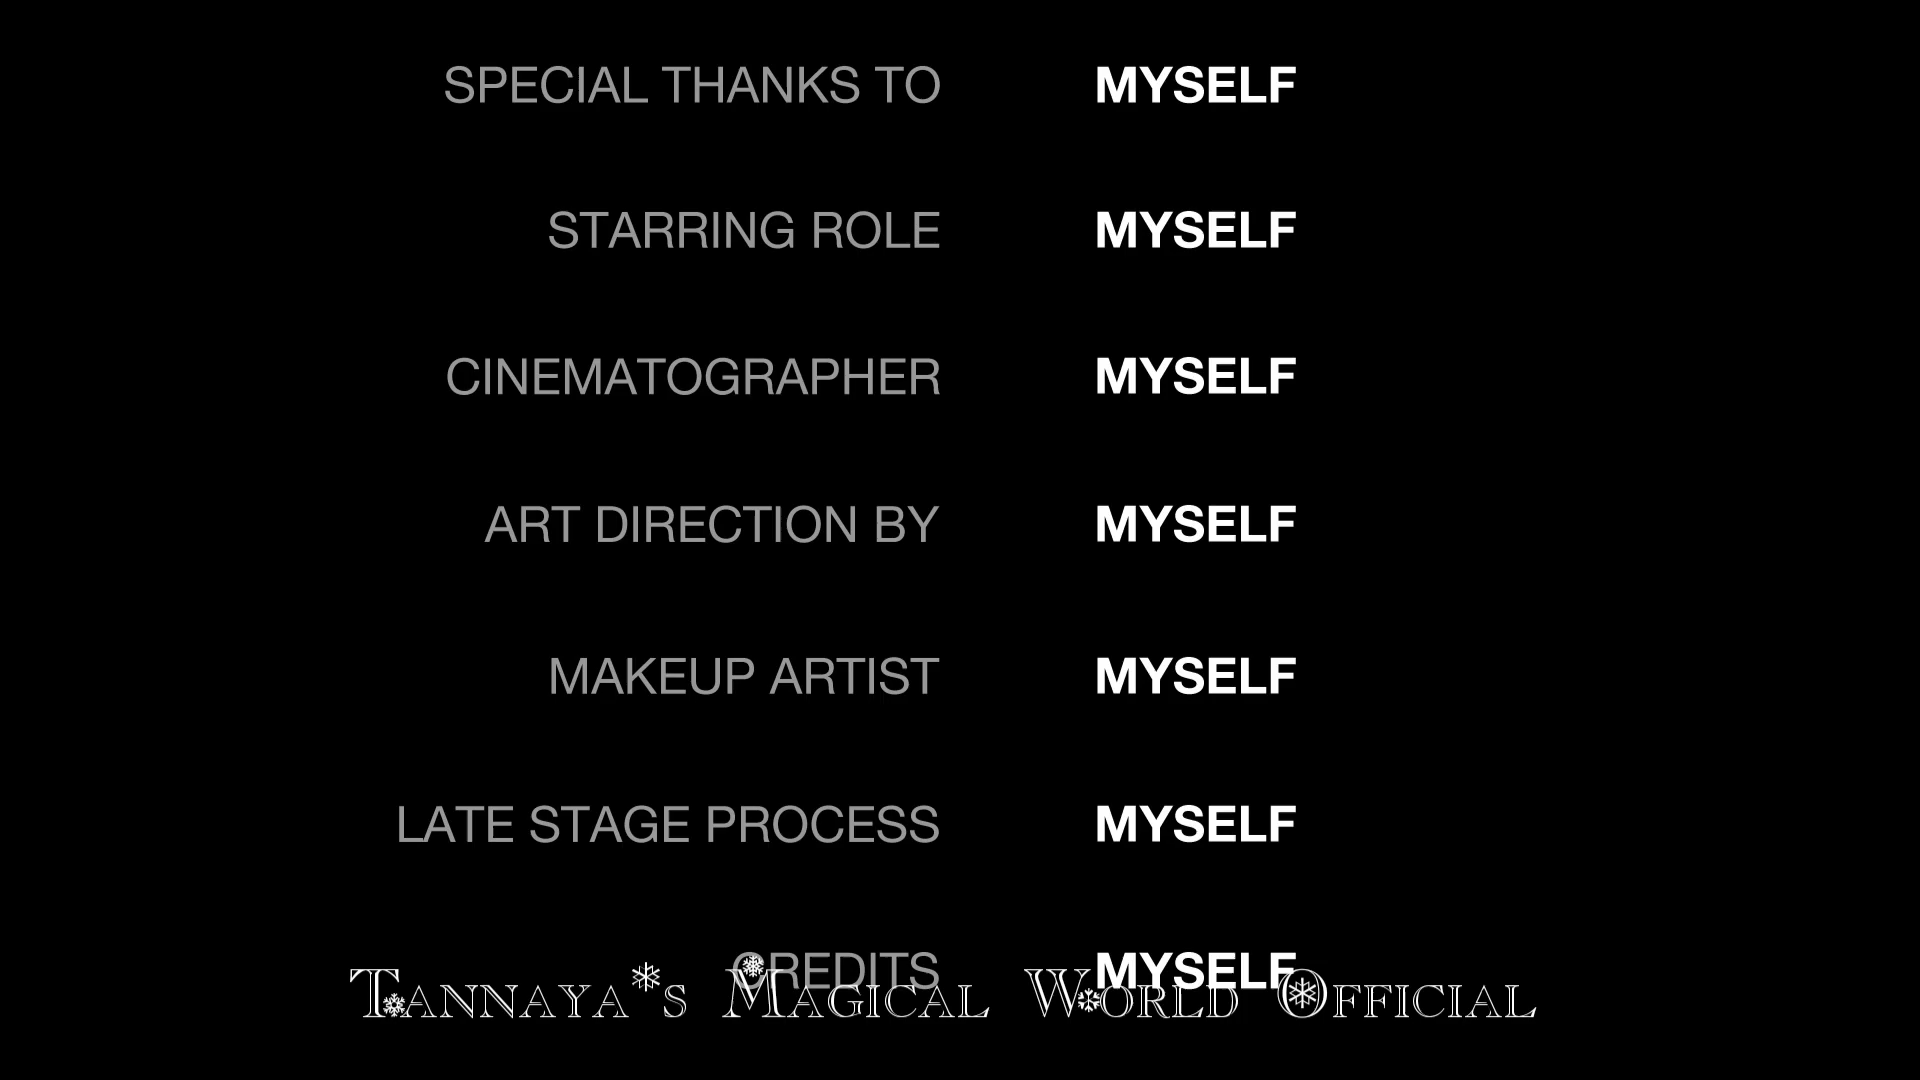 SPECIAL THANKS TO MYSELF
STARRING ROLE MYSELF
CINEMATOGRAPHER MYSELF
ART DIRECTION BY MYSELF
MAKEUP ARTIST MYSELF
LATE STAGE PROCESS MYSELF
CREDITS MYSELF
Tannaya*s Magical World Official